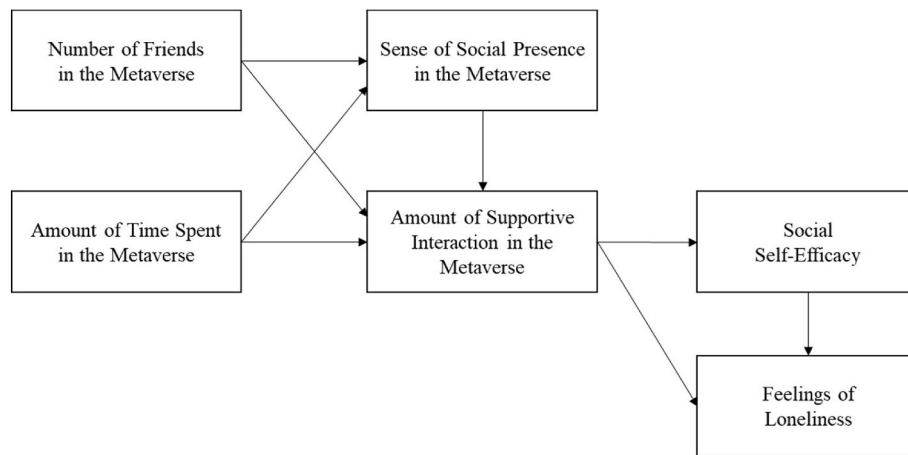 Number of Friends
in the Metaverse
Sense of Social Presence
in the Metaverse
Amount of Time Spent
in the Metaverse
Amount of Supportive
Interaction in the
Metaverse
Social
Self-Efficacy
Feelings of
Loneliness